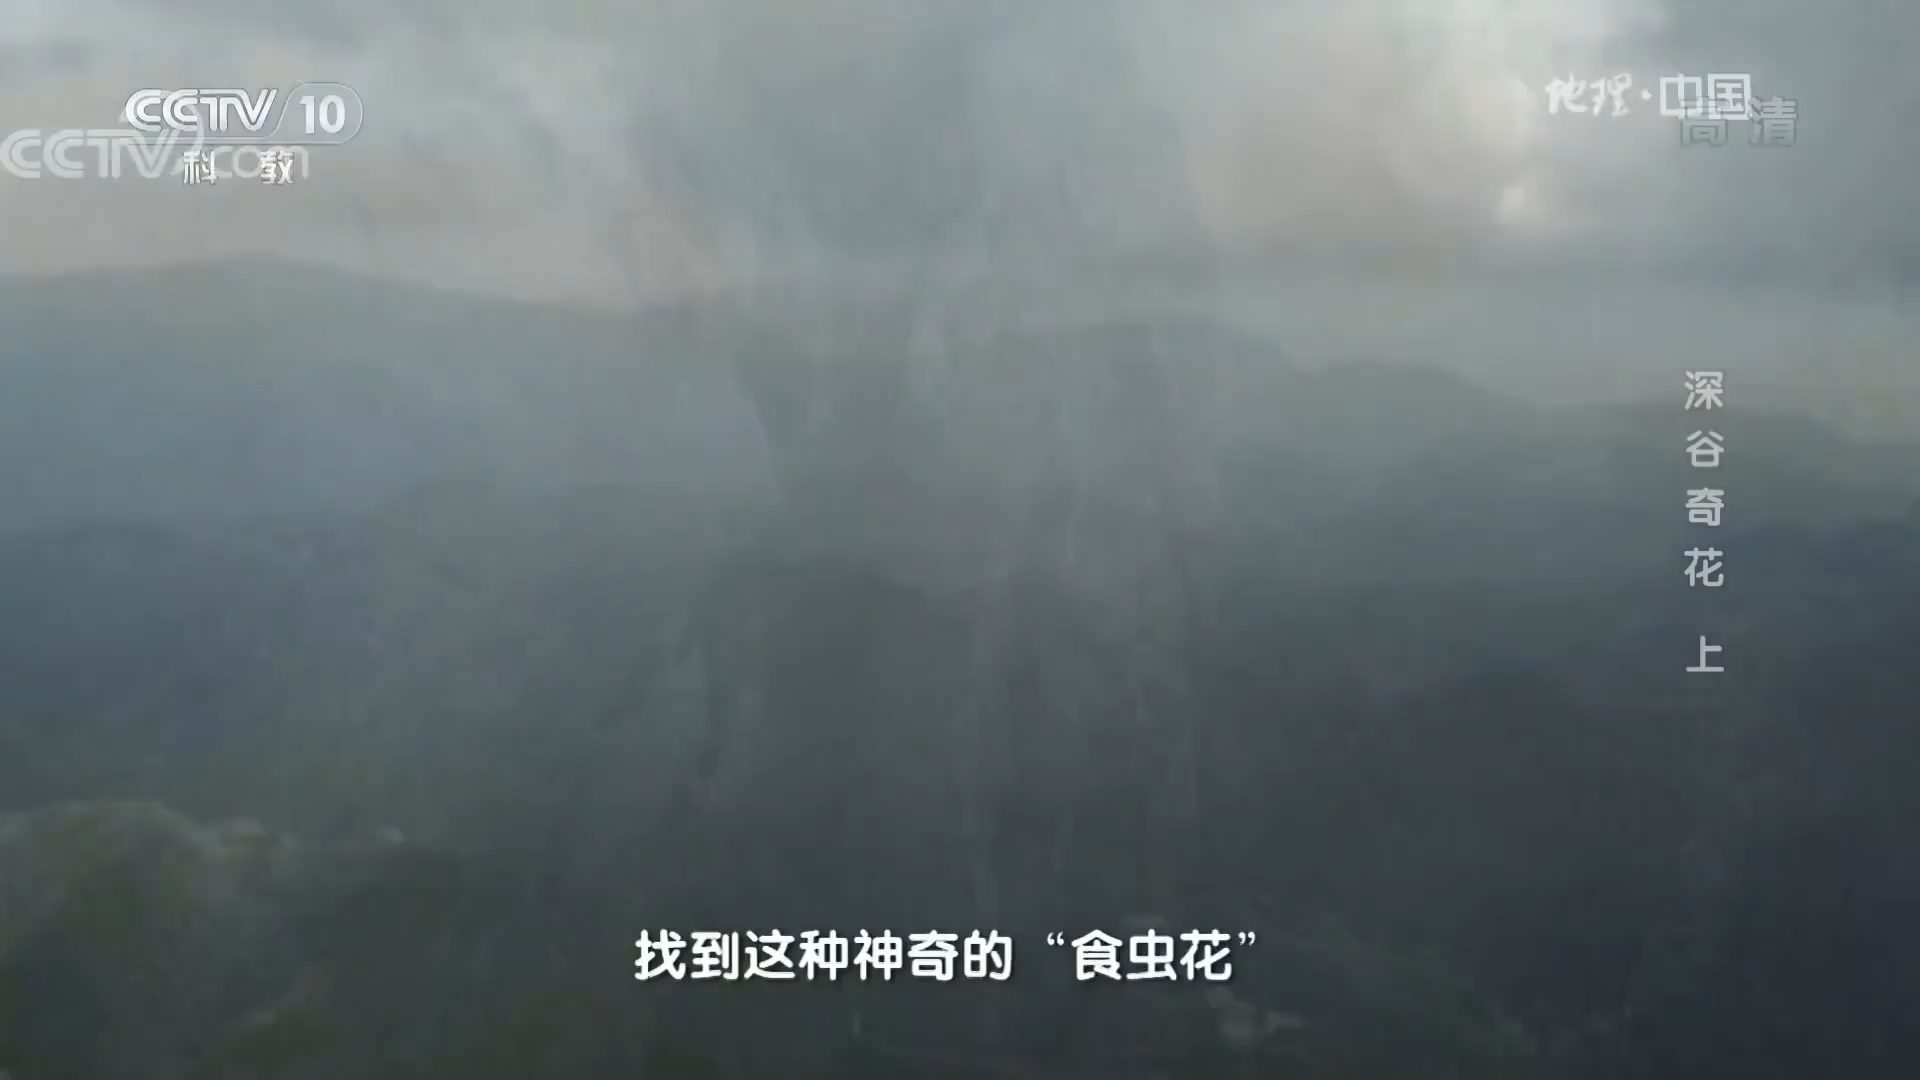 CCTV 10
科 教
CCTV.com
地理·中国
高清
深谷奇花 上
找到这种神奇的“食虫花”